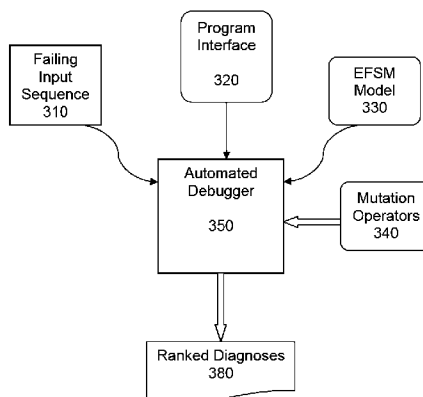 Failing
Input
Sequence
310
Program
Interface
320
EFSM
Model
330
Automated
Debugger
350
Mutation
Operators
340
Ranked Diagnoses
380